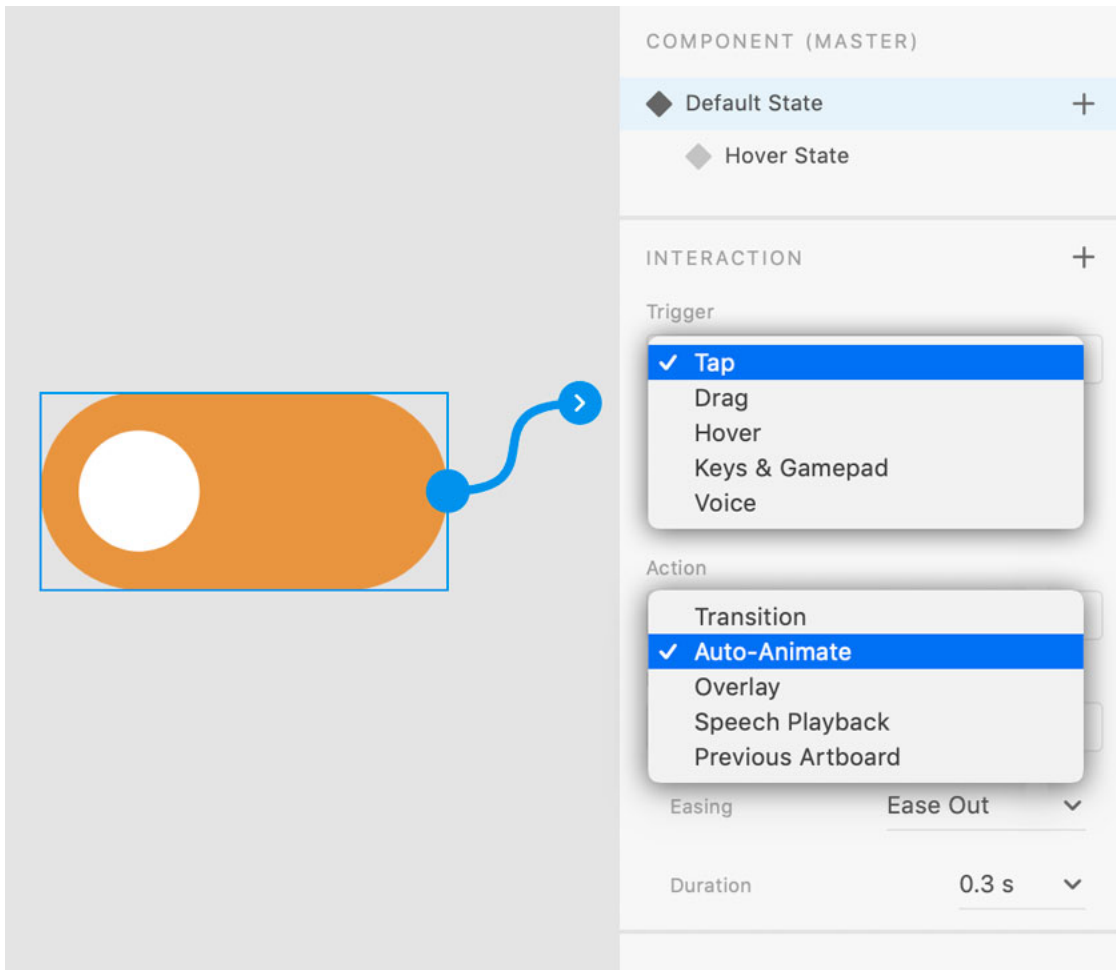 COMPONENT (MASTER)
Default State
Hover State
INTERACTION
Trigger
Tap
Drag
Hover
Keys & Gamepad
Voice
Action
Transition
Auto-Animate
Overlay
Speech Playback
Previous Artboard
Easing Ease Out
Duration 0.3 s